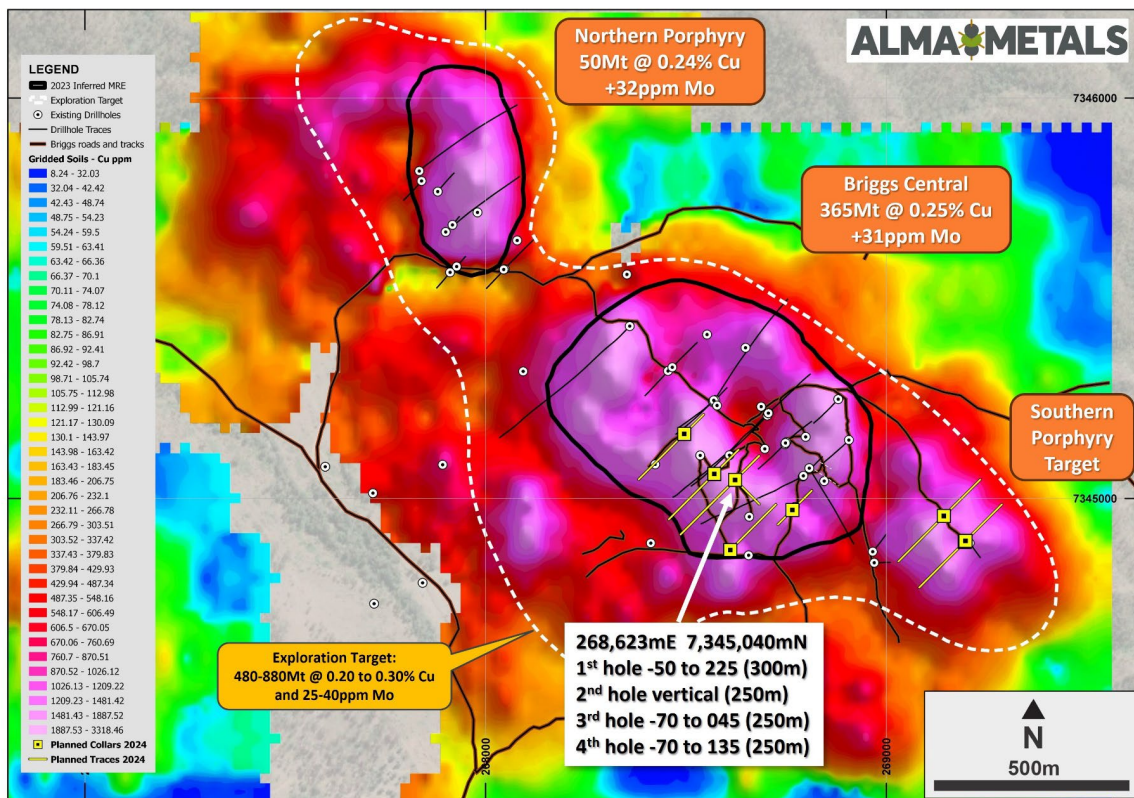 LEGEND
2023 Inferred MRE
Exploration Target
Existing Drillholes
Drillhole Traces
Briggs roads and tracks
Gridded Soils - Cu ppm
8.24 - 32.03
32.04 - 42.42
42.43 - 48.74
48.75 - 54.23
54.24 - 59.5
59.51 - 63.41
63.42 - 66.36
66.37 - 70.1
70.11 - 74.07
74.08 - 78.12
78.13 - 82.74
82.75 - 86.91
86.92 - 92.41
92.42 - 98.7
98.71 - 105.74
105.75 - 112.98
112.99 - 121.16
121.17 - 130.09
130.1 - 143.97
143.98 - 163.42
163.43 - 183.45
183.46 - 206.75
206.76 - 232.1
232.11 - 266.78
266.79 - 303.51
303.52 - 337.42
337.43 - 379.83
379.84 - 429.93
429.94 - 487.34
487.35 - 548.16
548.17 - 606.49
606.5 - 670.05
670.06 - 760.69
760.7 - 870.51
870.52 - 1026.12
1026.13 - 1209.22
1209.23 - 1481.42
1481.43 - 1887.52
1887.53 - 3318.46
Planned Collars 2024
Planned Traces 2024
Northern Porphyry
50Mt @ 0.24% Cu
+32ppm Mo
ALMA METALS
7346000
Briggs Central
365Mt @ 0.25% Cu
+31ppm Mo
Southern
Porphyry
Target
7345000
Exploration Target:
480-880Mt @ 0.20 to 0.30% Cu
and 25-40ppm Mo
268,623mE 7,345,040mN
1st hole -50 to 225 (300m)
2nd hole vertical (250m)
3rd hole -70 to 045 (250m)
4th hole -70 to 135 (250m)
268000
269000
N
500m